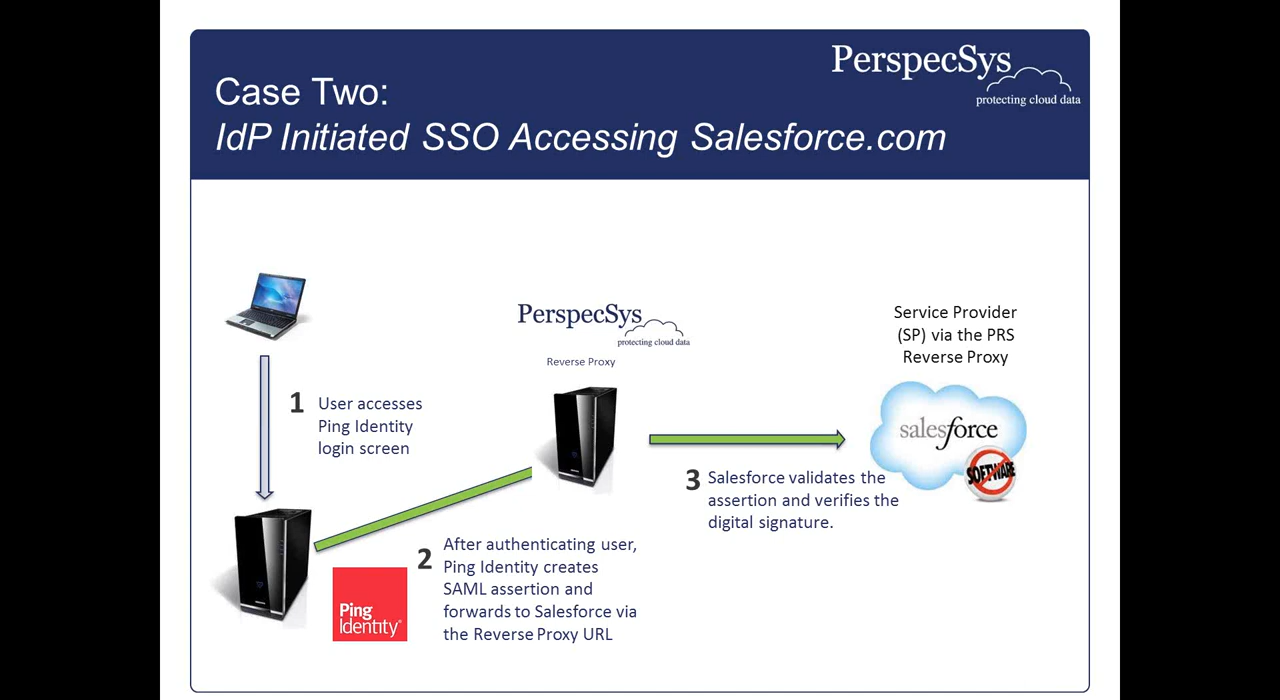 PerspecSys
protecting cloud data
Case Two:
IdP Initiated SSO Accessing Salesforce.com
PerspecSys
protecting cloud data
Reverse Proxy
Service Provider
(SP) via the PRS
Reverse Proxy
1
User accesses
Ping Identity
login screen
salesforce
SOFTWARE
3
Salesforce validates the
assertion and verifies the
digital signature.
2
After authenticating user,
Ping Identity creates
SAML assertion and
forwards to Salesforce via
the Reverse Proxy URL
Ping
Identity®